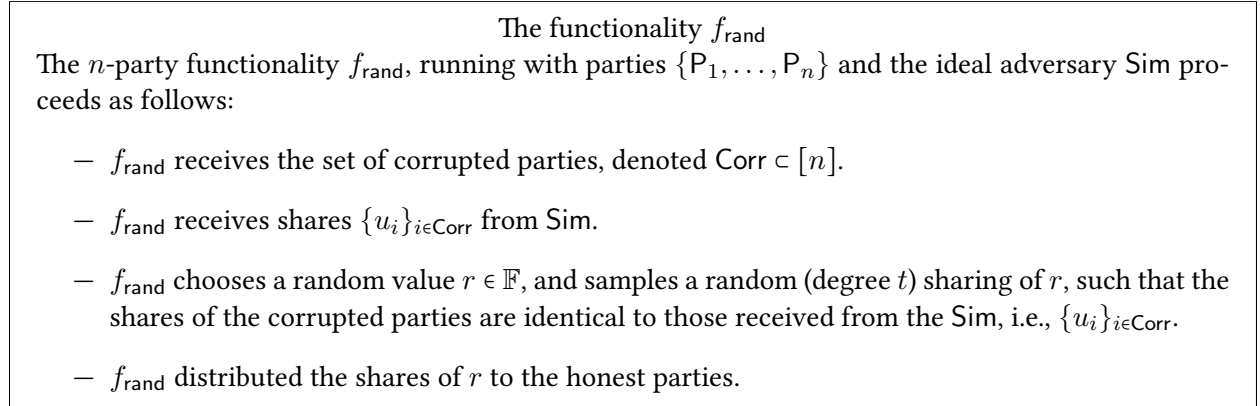 The functionality f_rand
The n-party functionality f_rand, running with parties {P_1, . . . , P_n} and the ideal adversary Sim pro-
ceeds as follows:
— f_rand receives the set of corrupted parties, denoted Corr ⊂ [n].
— f_rand receives shares {u_i}_{i∈Corr} from Sim.
— f_rand chooses a random value r ∈ 𝔽, and samples a random (degree t) sharing of r, such that the
shares of the corrupted parties are identical to those received from the Sim, i.e., {u_i}_{i∈Corr}.
— f_rand distributed the shares of r to the honest parties.